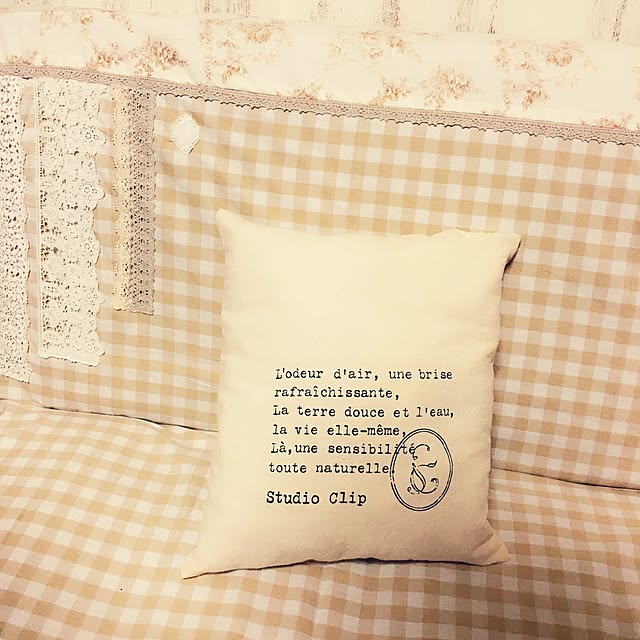 L'odeur d'air, une brise
rafraîchissante,
La terre douce et l'eau,
la vie elle-même,
Là,une sensibilité
toute naturelle
Studio Clip